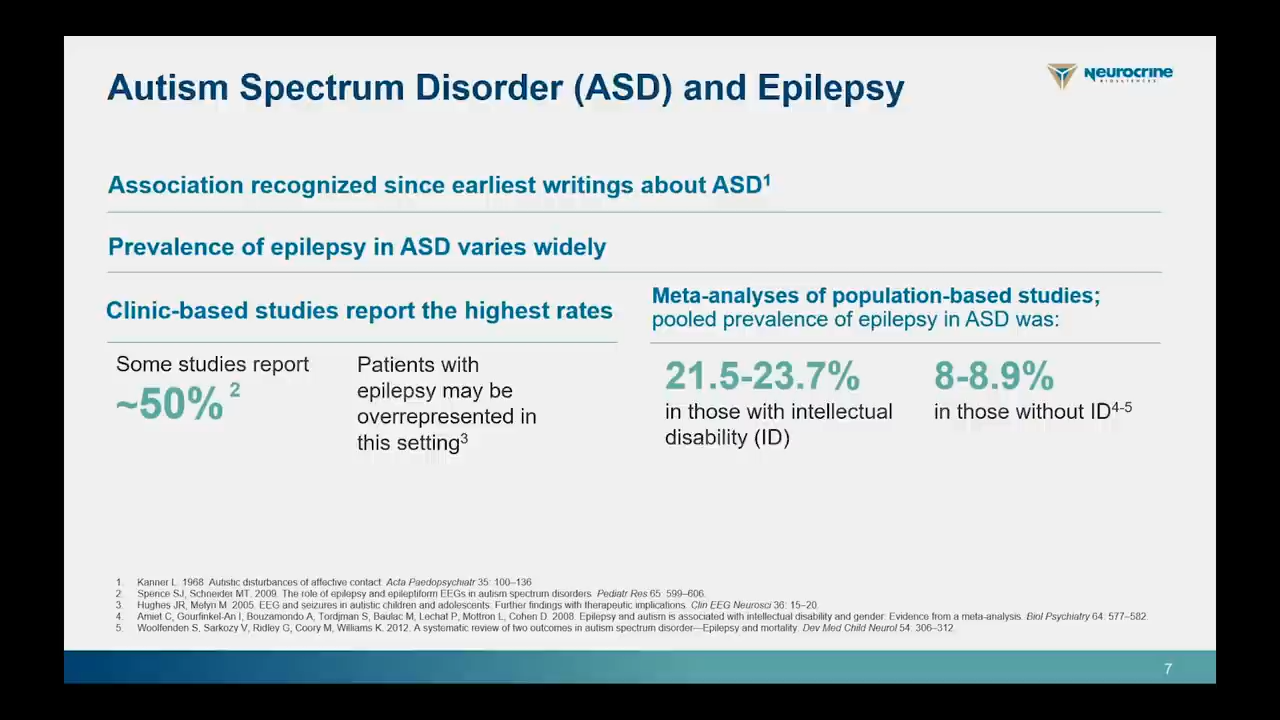 Autism Spectrum Disorder (ASD) and Epilepsy
Neurocrine
BIOSCIENCES
Association recognized since earliest writings about ASD1
Prevalence of epilepsy in ASD varies widely
Clinic-based studies report the highest rates
Some studies report
~50% 2
Patients with
epilepsy may be
overrepresented in
this setting3
Meta-analyses of population-based studies;
pooled prevalence of epilepsy in ASD was:
21.5-23.7%
in those with intellectual
disability (ID)
8-8.9%
in those without ID4-5
1. Kanner L. 1968. Autistic disturbances of affective contact. Acta Paedopsychiatr 35: 100–136.
2. Spence SJ, Schneider MT. 2009. The role of epilepsy and epileptiform EEGs in autism spectrum disorders. Pediatr Res 65: 599–606.
3. Hughes JR, Melyn M. 2005. EEG and seizures in autistic children and adolescents: Further findings with therapeutic implications. Clin EEG Neurosci 36: 15–20.
4. Amiet C, Gourfinkel-An I, Bouzamondo A, Tordjman S, Baulac M, Lechat P, Mottron L, Cohen D. 2008. Epilepsy and autism is associated with intellectual disability and gender: Evidence from a meta-analysis. Biol Psychiatry 64: 577–582.
5. Woolfenden S, Sarkozy V, Ridley G, Coory M, Williams K. 2012. A systematic review of two outcomes in autism spectrum disorder—Epilepsy and mortality. Dev Med Child Neurol 54: 306–312.
7